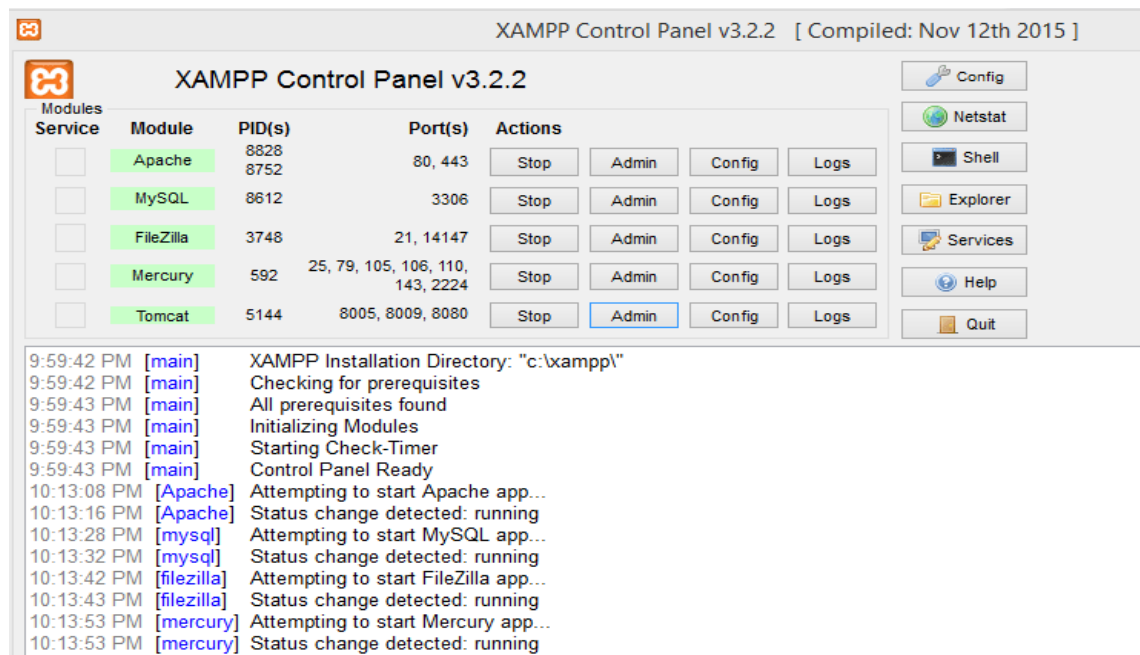 XAMPP Control Panel v3.2.2 [ Compiled: Nov 12th 2015 ]
XAMPP Control Panel v3.2.2
Config
Modules
Netstat
Service Module PID(s) Port(s) Actions
Apache 8828 8752 80, 443 Stop Admin Config Logs
Shell
MySQL 8612 3306 Stop Admin Config Logs
Explorer
FileZilla 3748 21, 14147 Stop Admin Config Logs
Services
Mercury 592 25, 79, 105, 106, 110, 143, 2224 Stop Admin Config Logs
Help
Tomcat 5144 8005, 8009, 8080 Stop Admin Config Logs
Quit
9:59:42 PM [main] XAMPP Installation Directory: "c:\xampp\"
9:59:42 PM [main] Checking for prerequisites
9:59:43 PM [main] All prerequisites found
9:59:43 PM [main] Initializing Modules
9:59:43 PM [main] Starting Check-Timer
9:59:43 PM [main] Control Panel Ready
10:13:08 PM [Apache] Attempting to start Apache app...
10:13:16 PM [Apache] Status change detected: running
10:13:28 PM [mysql] Attempting to start MySQL app...
10:13:32 PM [mysql] Status change detected: running
10:13:42 PM [filezilla] Attempting to start FileZilla app...
10:13:43 PM [filezilla] Status change detected: running
10:13:53 PM [mercury] Attempting to start Mercury app...
10:13:53 PM [mercury] Status change detected: running